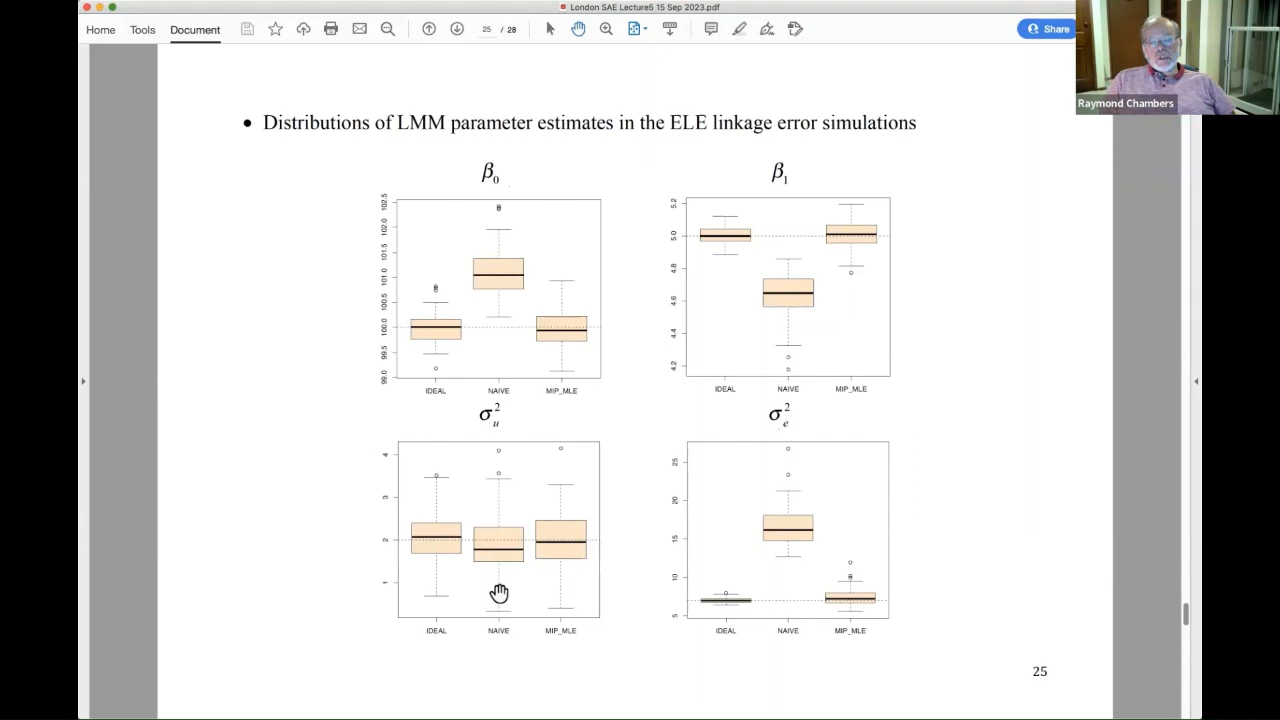 London SAE Lecture5 15 Sep 2023.pdf
Home Tools Document 25 / 28 Share
Raymond Chambers
• Distributions of LMM parameter estimates in the ELE linkage error simulations
β₀ β₁
102.5
102.0
101.5
101.0
100.5
100.0
99.5
99.0
IDEAL NAIVE MIP_MLE
5.2
5.0
4.8
4.6
4.4
4.2
IDEAL NAIVE MIP_MLE
σ²ᵤ σ²ₑ
4
3
2
1
IDEAL NAIVE MIP_MLE
25
20
15
10
5
IDEAL NAIVE MIP_MLE
25